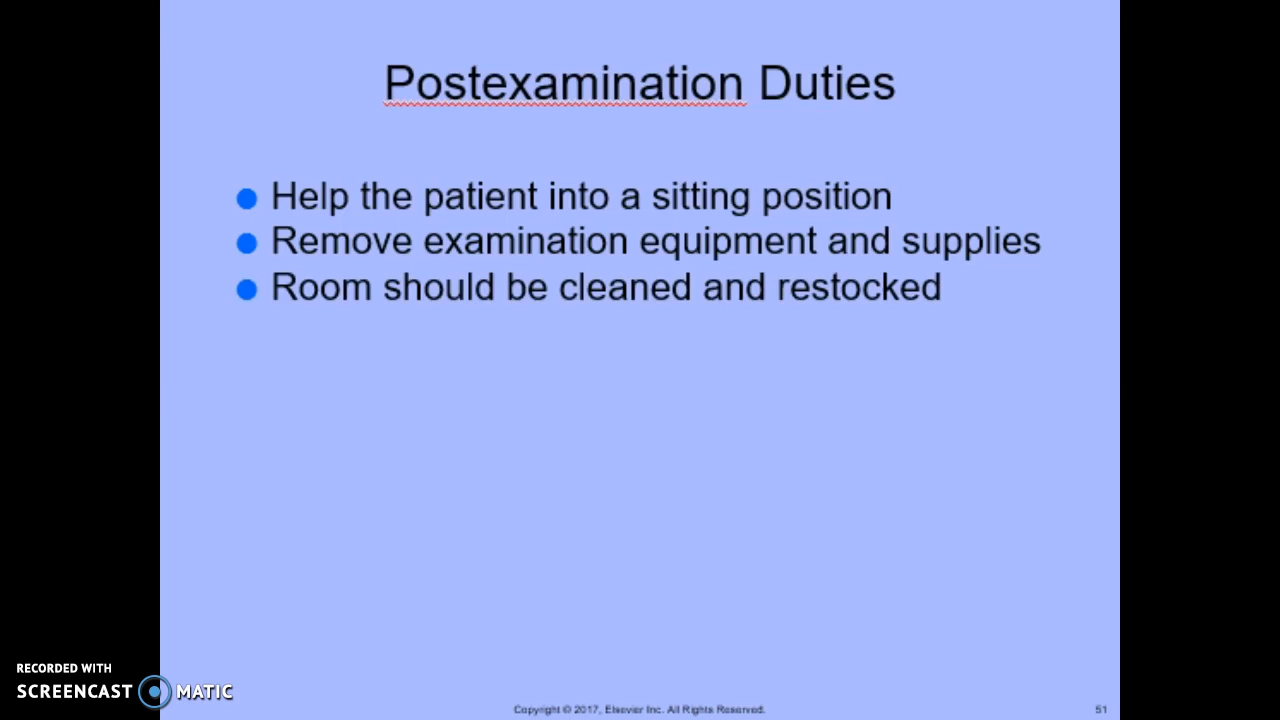 Postexamination Duties
Help the patient into a sitting position
Remove examination equipment and supplies
Room should be cleaned and restocked
RECORDED WITH
SCREENCAST MATIC
Copyright © 2017, Elsevier Inc. All Rights Reserved.
51